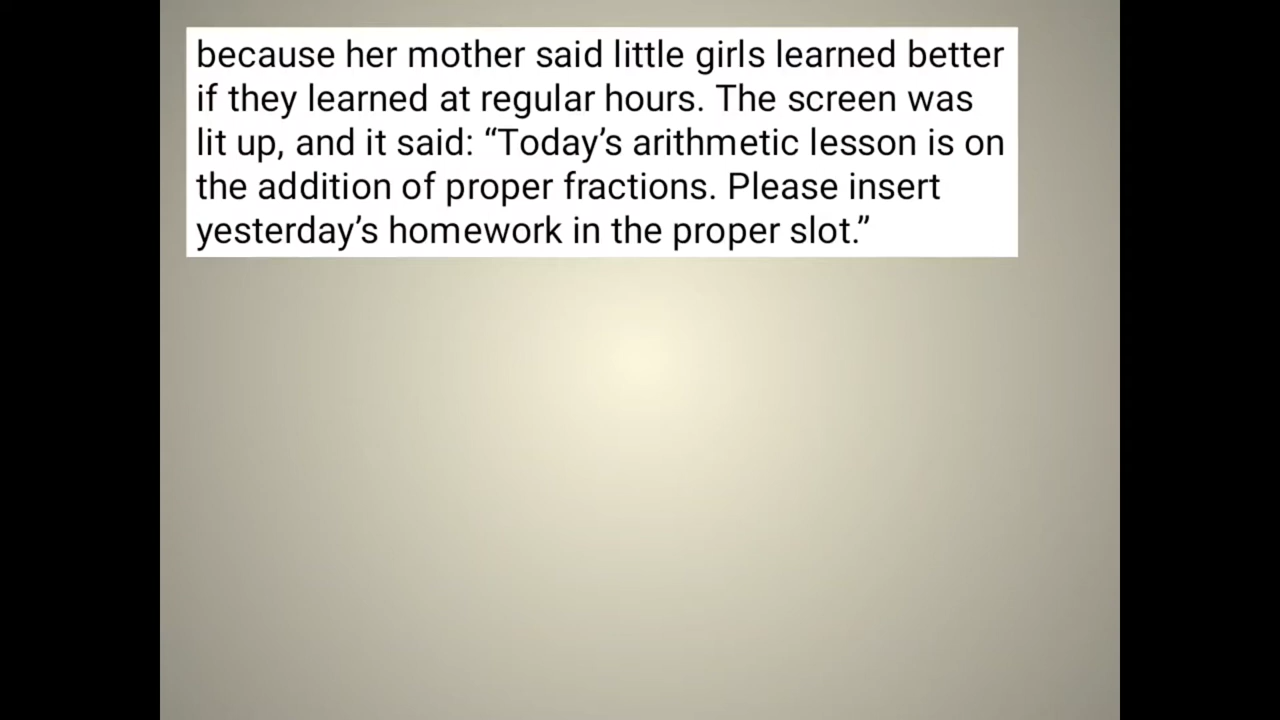 because her mother said little girls learned better
if they learned at regular hours. The screen was
lit up, and it said: “Today’s arithmetic lesson is on
the addition of proper fractions. Please insert
yesterday’s homework in the proper slot.”